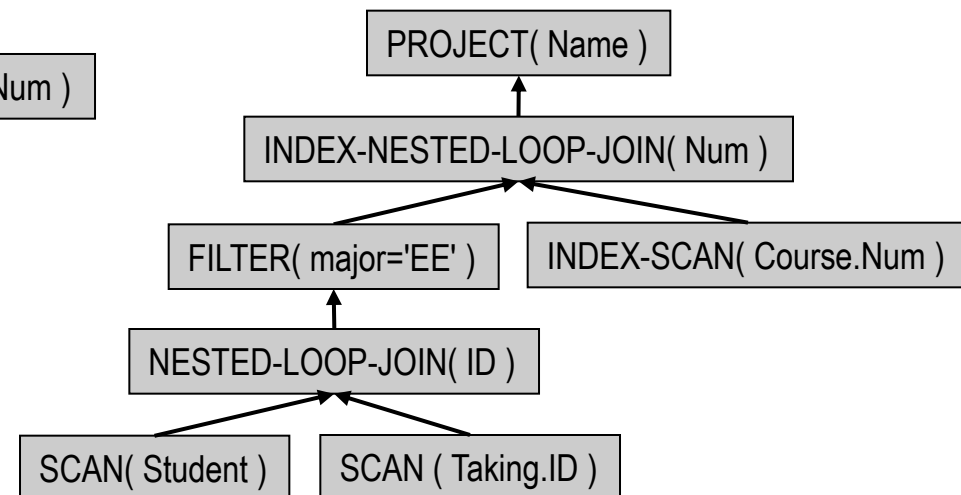 PROJECT( Name )
Num )
INDEX-NESTED-LOOP-JOIN( Num )
FILTER( major='EE' )
INDEX-SCAN( Course.Num )
NESTED-LOOP-JOIN( ID )
SCAN( Student )
SCAN ( Taking.ID )